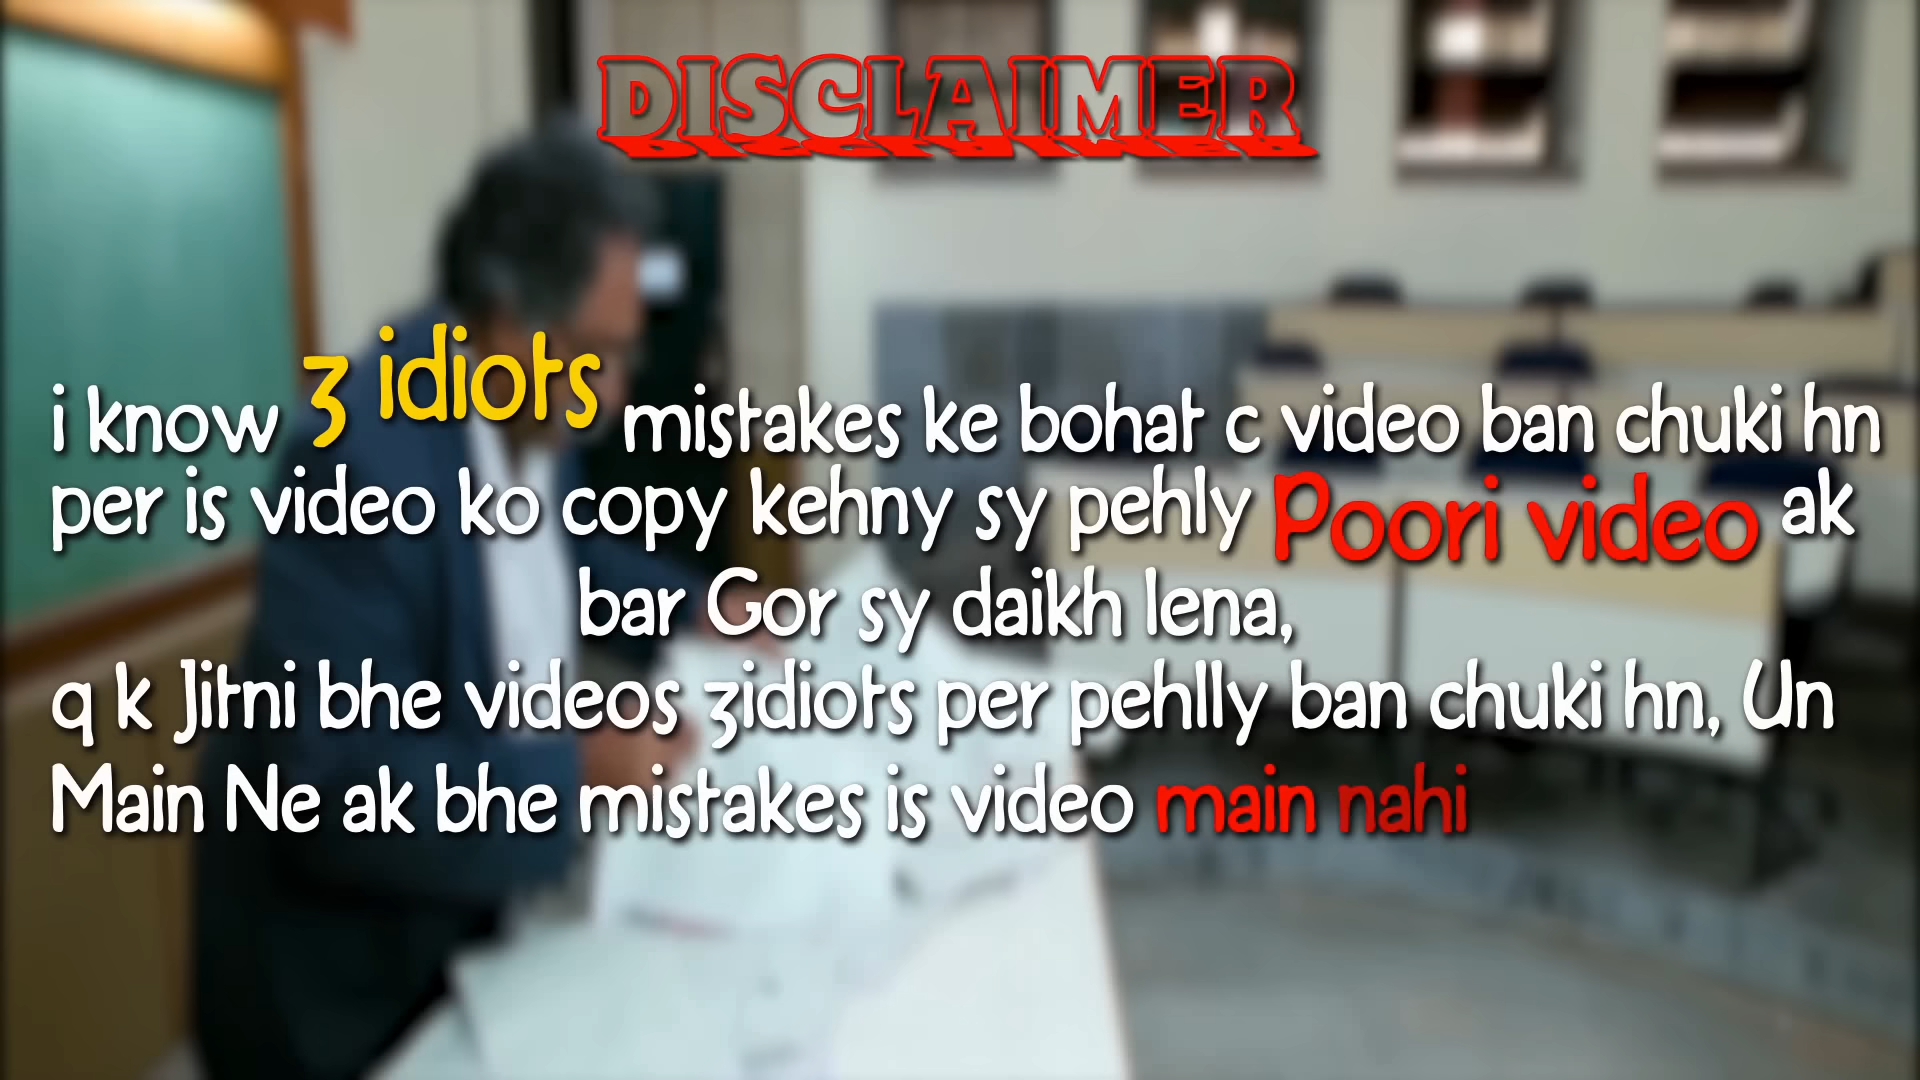 DISCLAIMER
i know 3 idiots mistakes ke bohat c video ban chuki hn
per is video ko copy kehny sy pehly Poori video ak
bar Gor sy daikh lena,
q k Jitni bhe videos 3idiots per pehlly ban chuki hn, Un
Main Ne ak bhe mistakes is video main nahi